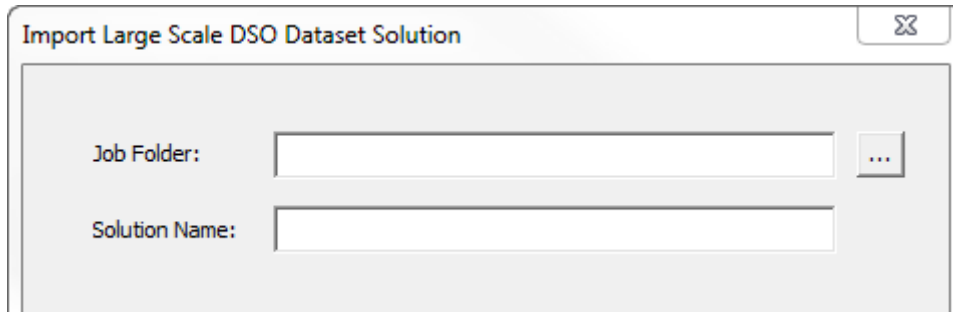 Import Large Scale DSO Dataset Solution
Job Folder:
...
Solution Name: